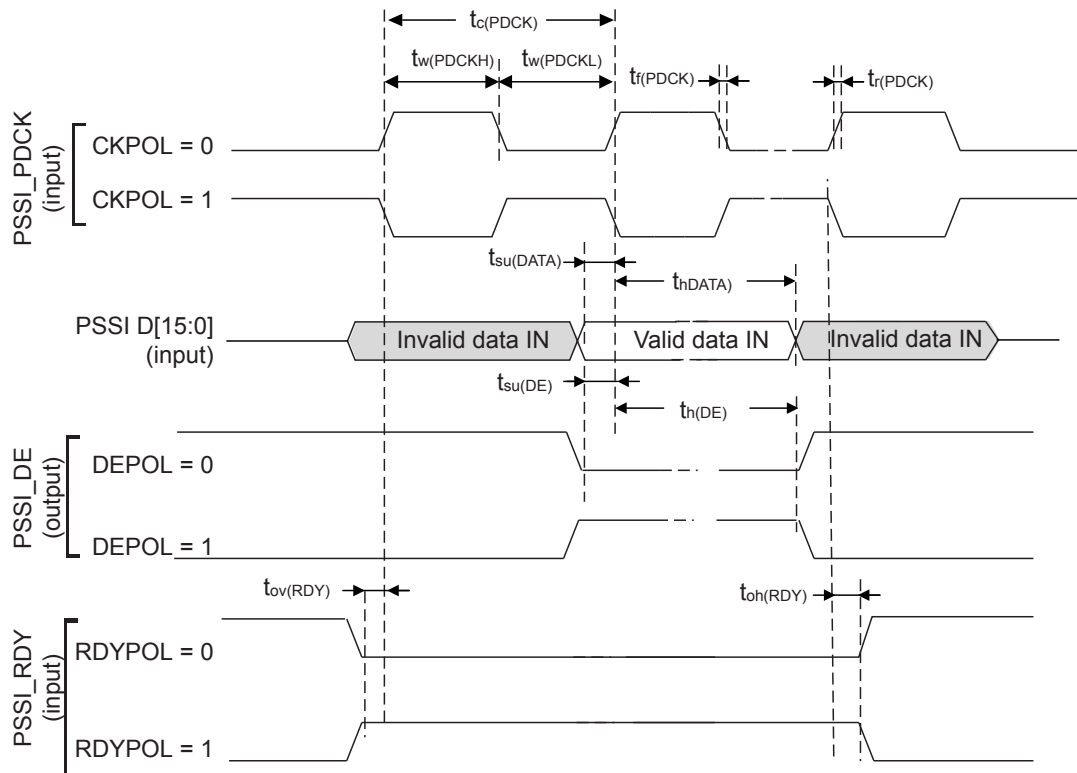 tc(PDCK)
tw(PDCKH)
tw(PDCKL)
tf(PDCK)
tr(PDCK)
PSSI_PDCK
(input)
CKPOL = 0
CKPOL = 1
tsu(DATA)
thDATA)
PSSI D[15:0]
(input)
Invalid data IN
Valid data IN
Invalid data IN
tsu(DE)
th(DE)
PSSI_DE
(output)
DEPOL = 0
DEPOL = 1
tov(RDY)
toh(RDY)
PSSI_RDY
(input)
RDYPOL = 0
RDYPOL = 1